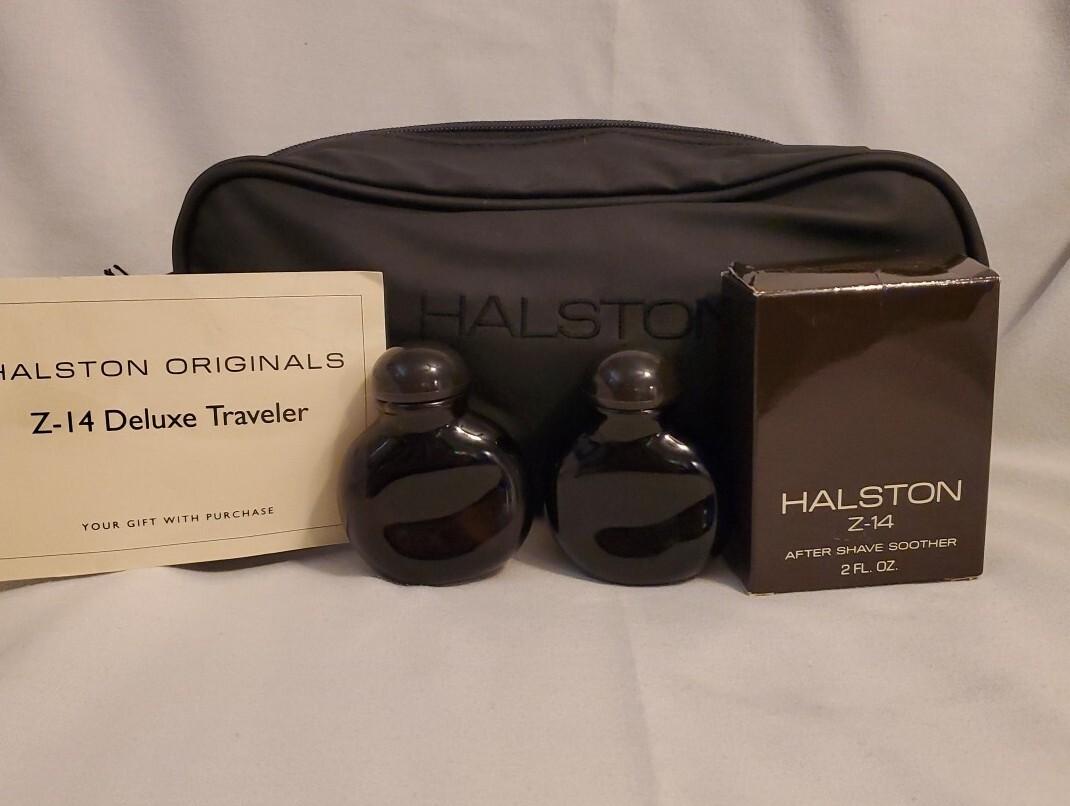 HALSTON
HALSTON ORIGINALS
Z-14 Deluxe Traveler
YOUR GIFT WITH PURCHASE
HALSTON
Z-14
AFTER SHAVE SOOTHER
2 FL. OZ.